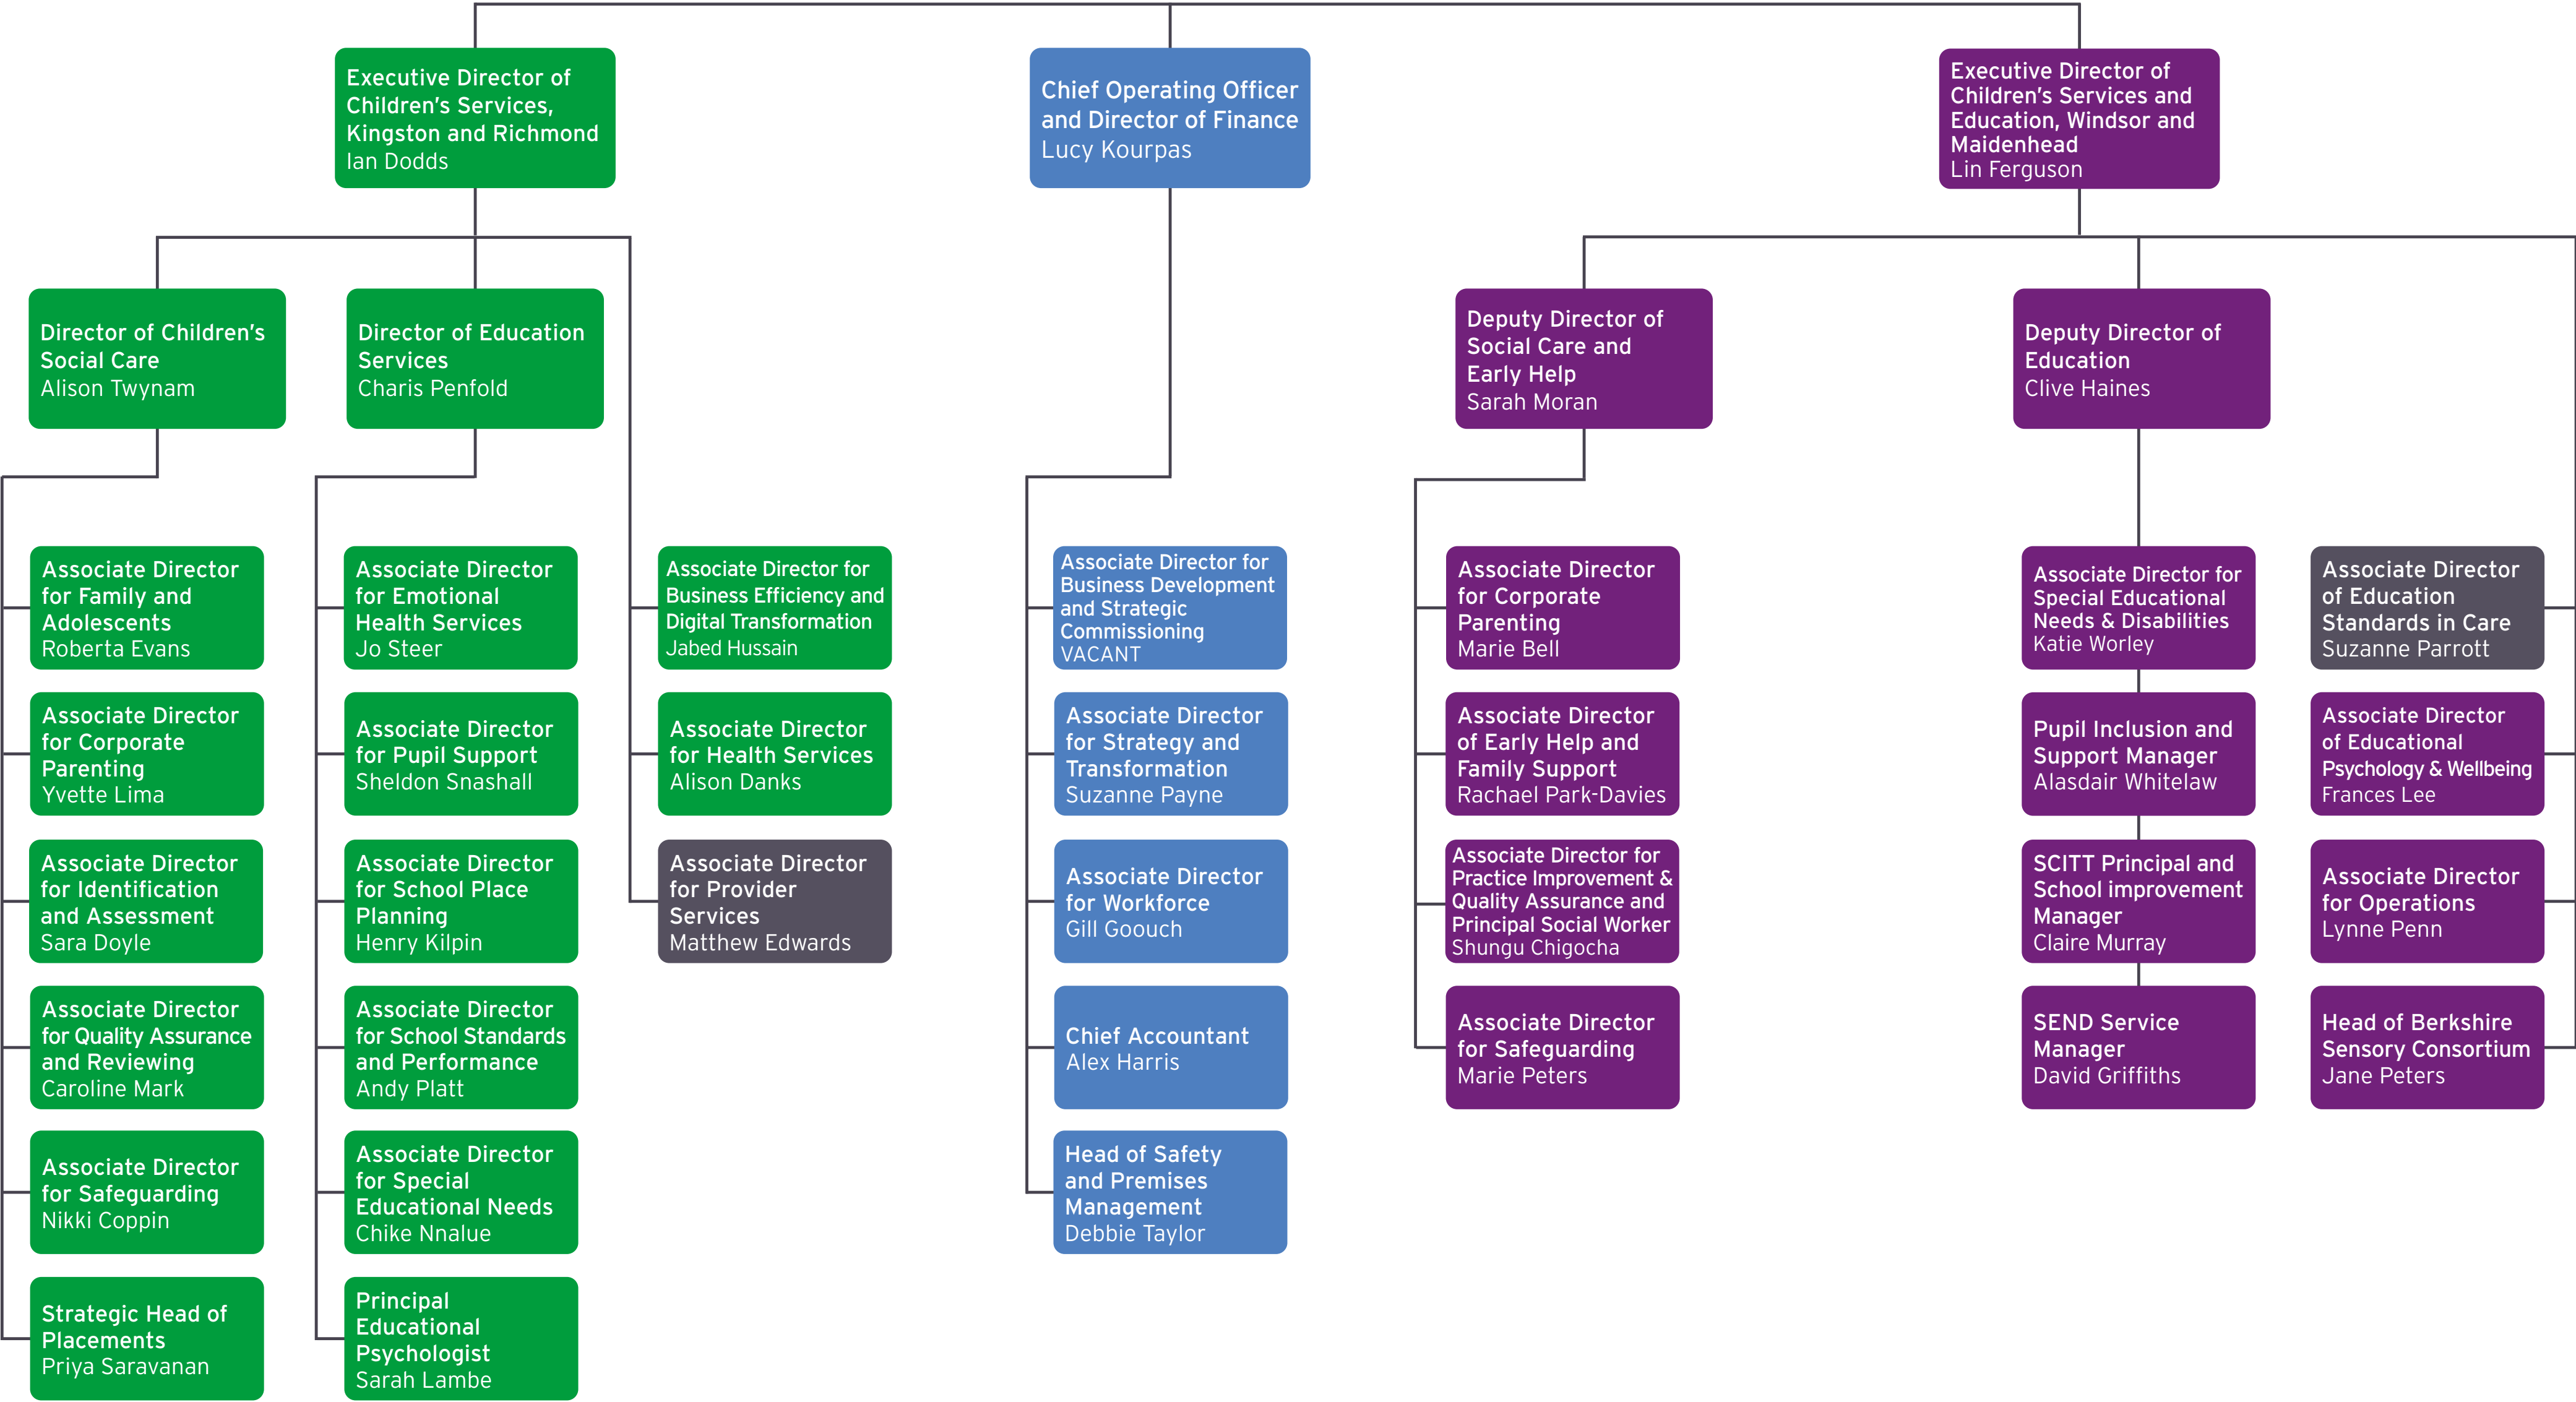 Executive Director of
Children's Services,
Kingston and Richmond
Ian Dodds
Chief Operating Officer
and Director of Finance
Lucy Kourpas
Executive Director of
Children's Services and
Education, Windsor and
Maidenhead
Lin Ferguson
Director of Children's
Social Care
Alison Twynam
Director of Education
Services
Charis Penfold
Deputy Director of
Social Care and
Early Help
Sarah Moran
Deputy Director of
Education
Clive Haines
Associate Director
for Family and
Adolescents
Roberta Evans
Associate Director
for Emotional
Health Services
Jo Steer
Associate Director for
Business Efficiency and
Digital Transformation
Jabed Hussain
Associate Director for
Business Development
and Strategic
Commissioning
VACANT
Associate Director
for Corporate
Parenting
Marie Bell
Associate Director for
Special Educational
Needs & Disabilities
Katie Worley
Associate Director
of Education
Standards in Care
Suzanne Parrott
Associate Director
for Corporate
Parenting
Yvette Lima
Associate Director
for Pupil Support
Sheldon Snashall
Associate Director
for Health Services
Alison Danks
Associate Director
for Strategy and
Transformation
Suzanne Payne
Associate Director
of Early Help and
Family Support
Rachael Park-Davies
Pupil Inclusion and
Support Manager
Alasdair Whitelaw
Associate Director
of Educational
Psychology & Wellbeing
Frances Lee
Associate Director
for Identification
and Assessment
Sara Doyle
Associate Director
for School Place
Planning
Henry Kilpin
Associate Director
for Provider
Services
Matthew Edwards
Associate Director
for Workforce
Gill Goouch
Associate Director for
Practice Improvement &
Quality Assurance and
Principal Social Worker
Shungu Chigocha
SCITT Principal and
School improvement
Manager
Claire Murray
Associate Director
for Operations
Lynne Penn
Associate Director
for Quality Assurance
and Reviewing
Caroline Mark
Associate Director
for School Standards
and Performance
Andy Platt
Chief Accountant
Alex Harris
Associate Director
for Safeguarding
Marie Peters
SEND Service
Manager
David Griffiths
Head of Berkshire
Sensory Consortium
Jane Peters
Associate Director
for Safeguarding
Nikki Coppin
Associate Director
for Special
Educational Needs
Chike Nnalue
Head of Safety
and Premises
Management
Debbie Taylor
Strategic Head of
Placements
Priya Saravanan
Principal
Educational
Psychologist
Sarah Lambe